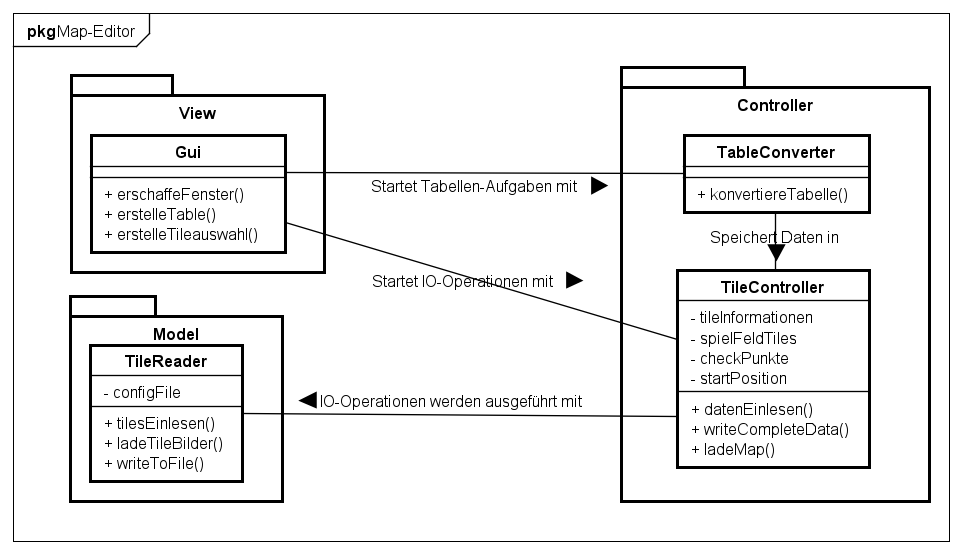 pkgMap-Editor
View
Gui
+ erschaffeFenster()
+ erstelleTable()
+ erstelleTileauswahl()
Controller
TableConverter
+ konvertiereTabelle()
Startet Tabellen-Aufgaben mit
Speichert Daten in
Startet IO-Operationen mit
TileController
- tileInformationen
- spielFeldTiles
- checkPunkte
- startPosition
+ datenEinlesen()
+ writeCompleteData()
+ ladeMap()
Model
TileReader
- configFile
+ tilesEinlesen()
+ ladeTileBilder()
+ writeToFile()
IO-Operationen werden ausgeführt mit